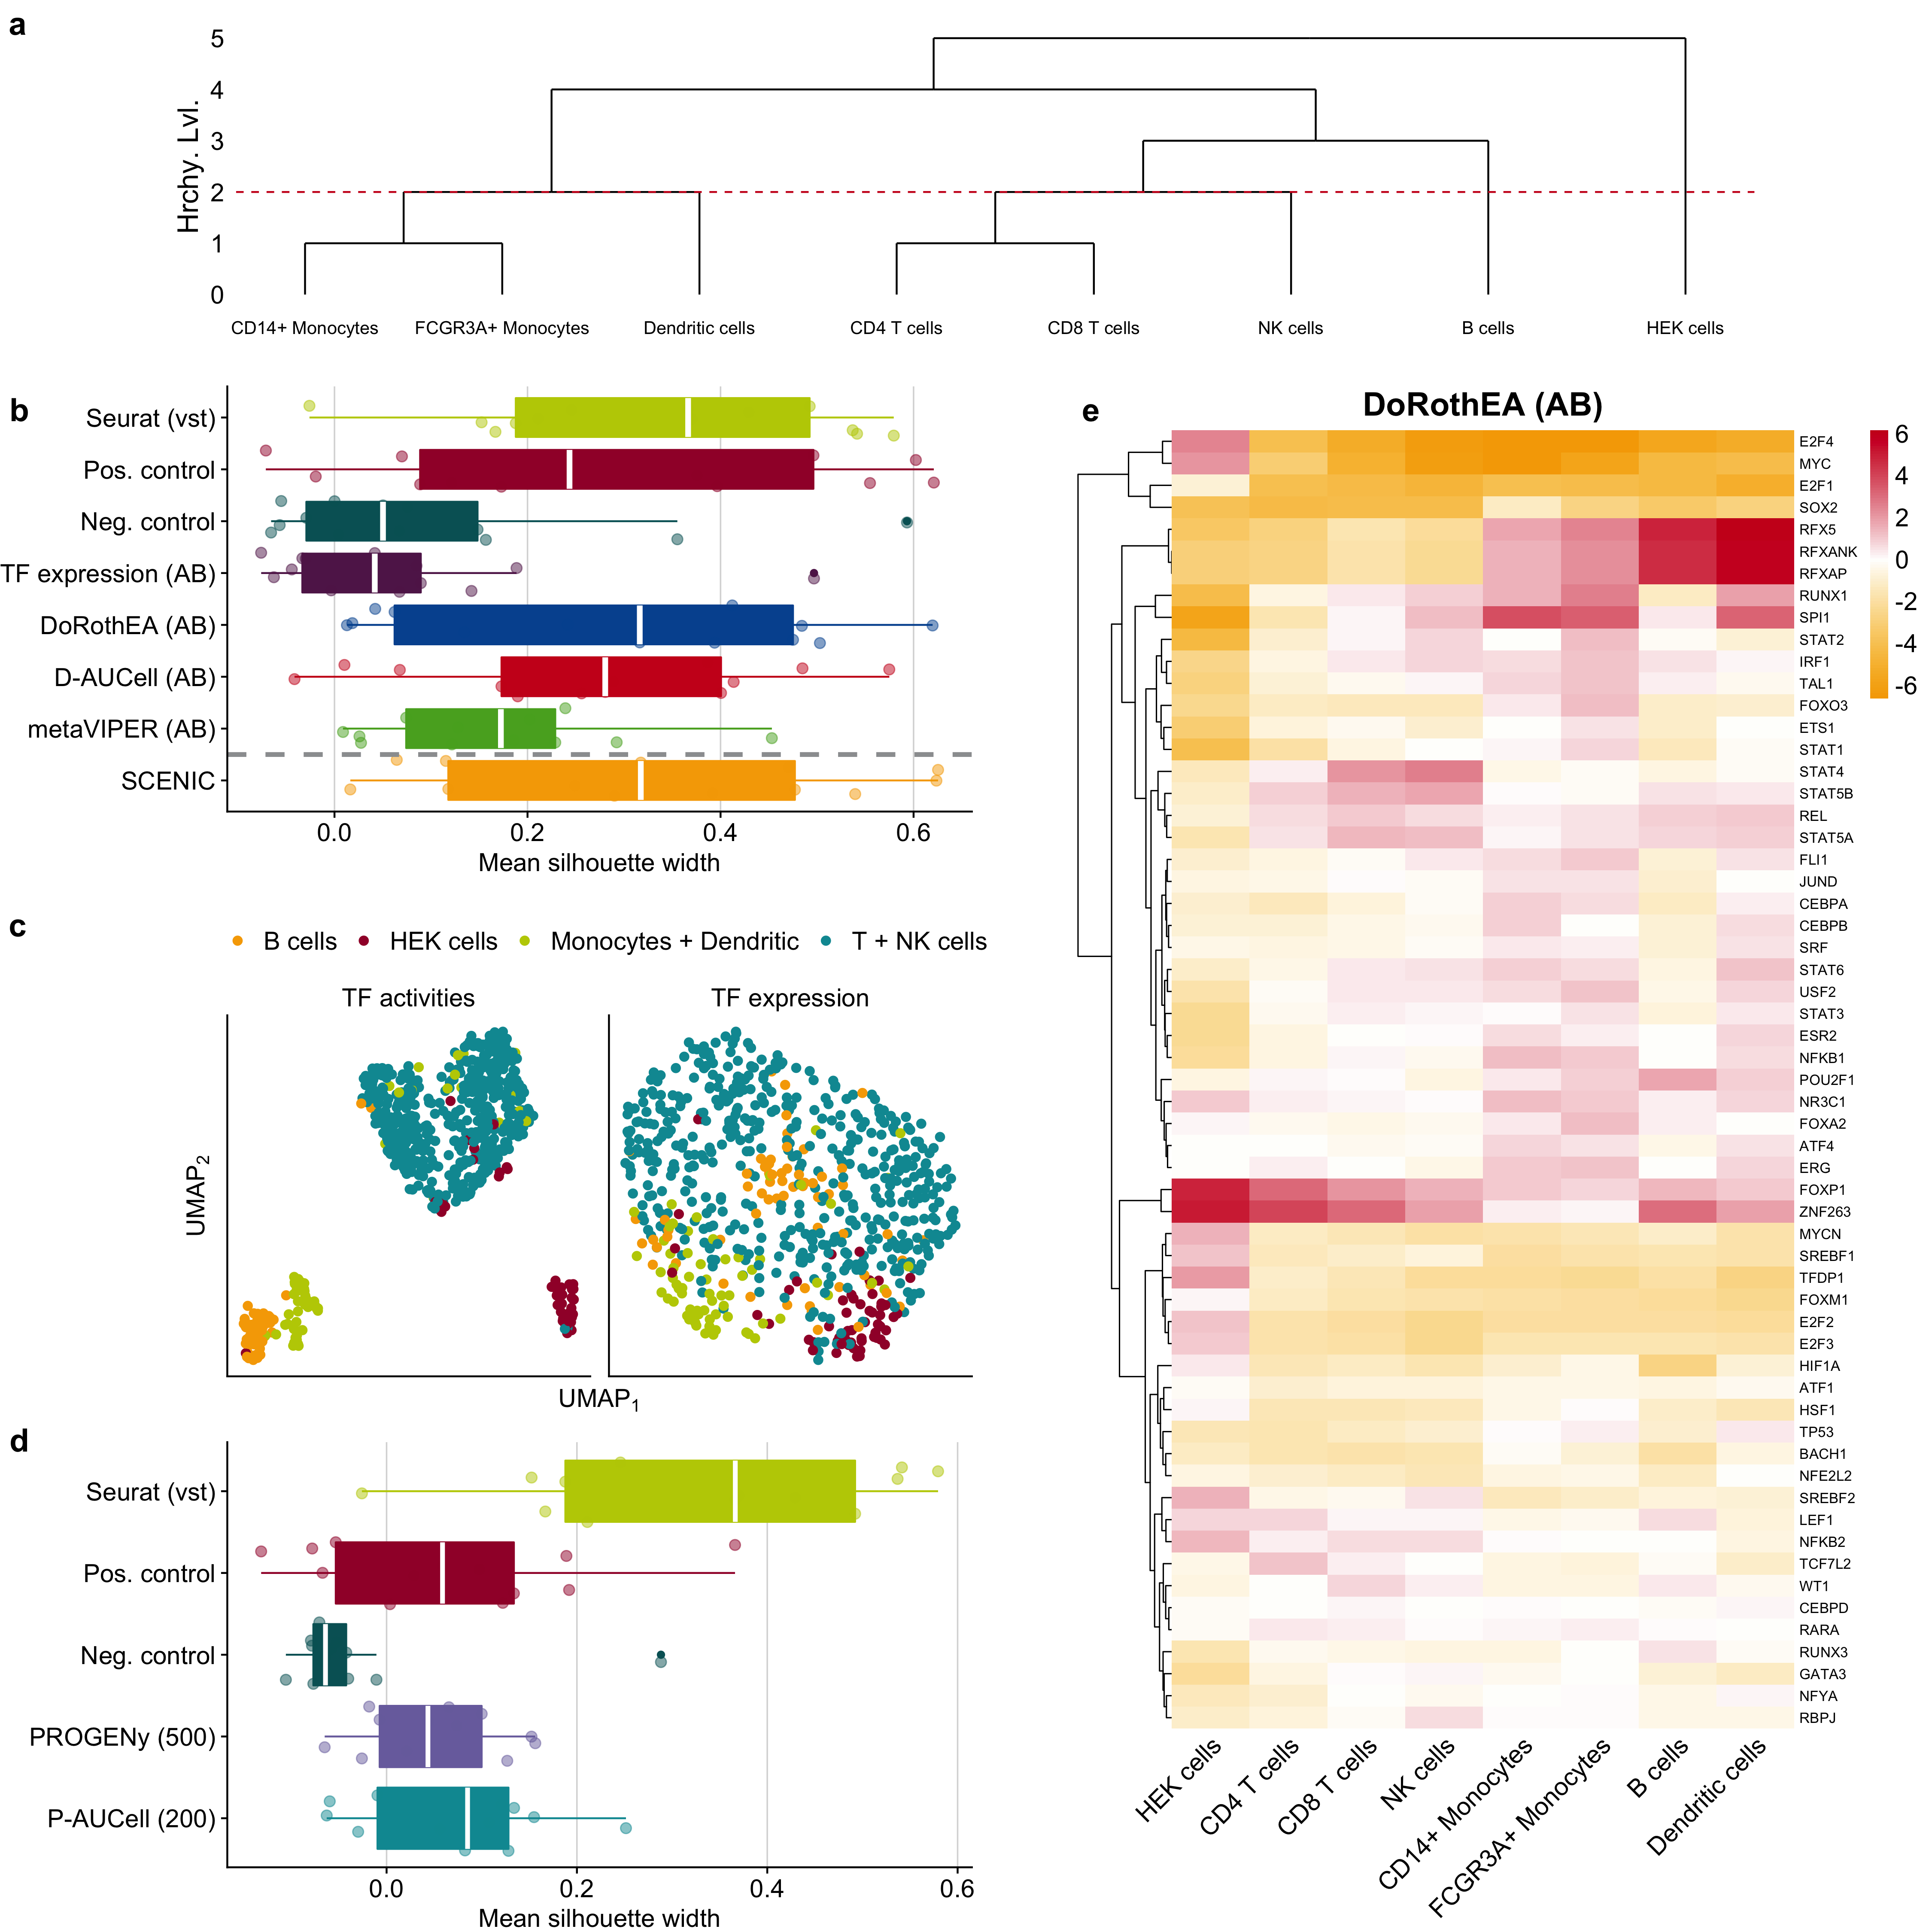 a
Hrchy. Lvl.
5
4
3
2
1
0
CD14+ Monocytes
FCGR3A+ Monocytes
Dendritic cells
CD4 T cells
CD8 T cells
NK cells
B cells
HEK cells
b
Seurat (vst)
Pos. control
Neg. control
TF expression (AB)
DoRothEA (AB)
D-AUCell (AB)
metaVIPER (AB)
SCENIC
0.0
0.2
0.4
0.6
Mean silhouette width
c
B cells
HEK cells
Monocytes + Dendritic
T + NK cells
TF activities
TF expression
UMAP2
UMAP1
d
Seurat (vst)
Pos. control
Neg. control
PROGENy (500)
P-AUCell (200)
0.0
0.2
0.4
0.6
Mean silhouette width
e
DoRothEA (AB)
6
4
2
0
-2
-4
-6
E2F4
MYC
E2F1
SOX2
RFX5
RFXANK
RFXAP
RUNX1
SPI1
STAT2
IRF1
TAL1
FOXO3
ETS1
STAT1
STAT4
STAT5B
REL
STAT5A
FLI1
JUND
CEBPA
CEBPB
SRF
STAT6
USF2
STAT3
ESR2
NFKB1
POU2F1
NR3C1
FOXA2
ATF4
ERG
FOXP1
ZNF263
MYCN
SREBF1
TFDP1
FOXM1
E2F2
E2F3
HIF1A
ATF1
HSF1
TP53
BACH1
NFE2L2
SREBF2
LEF1
NFKB2
TCF7L2
WT1
CEBPD
RARA
RUNX3
GATA3
NFYA
RBPJ
HEK cells
CD4 T cells
CD8 T cells
NK cells
CD14+ Monocytes
FCGR3A+ Monocytes
B cells
Dendritic cells